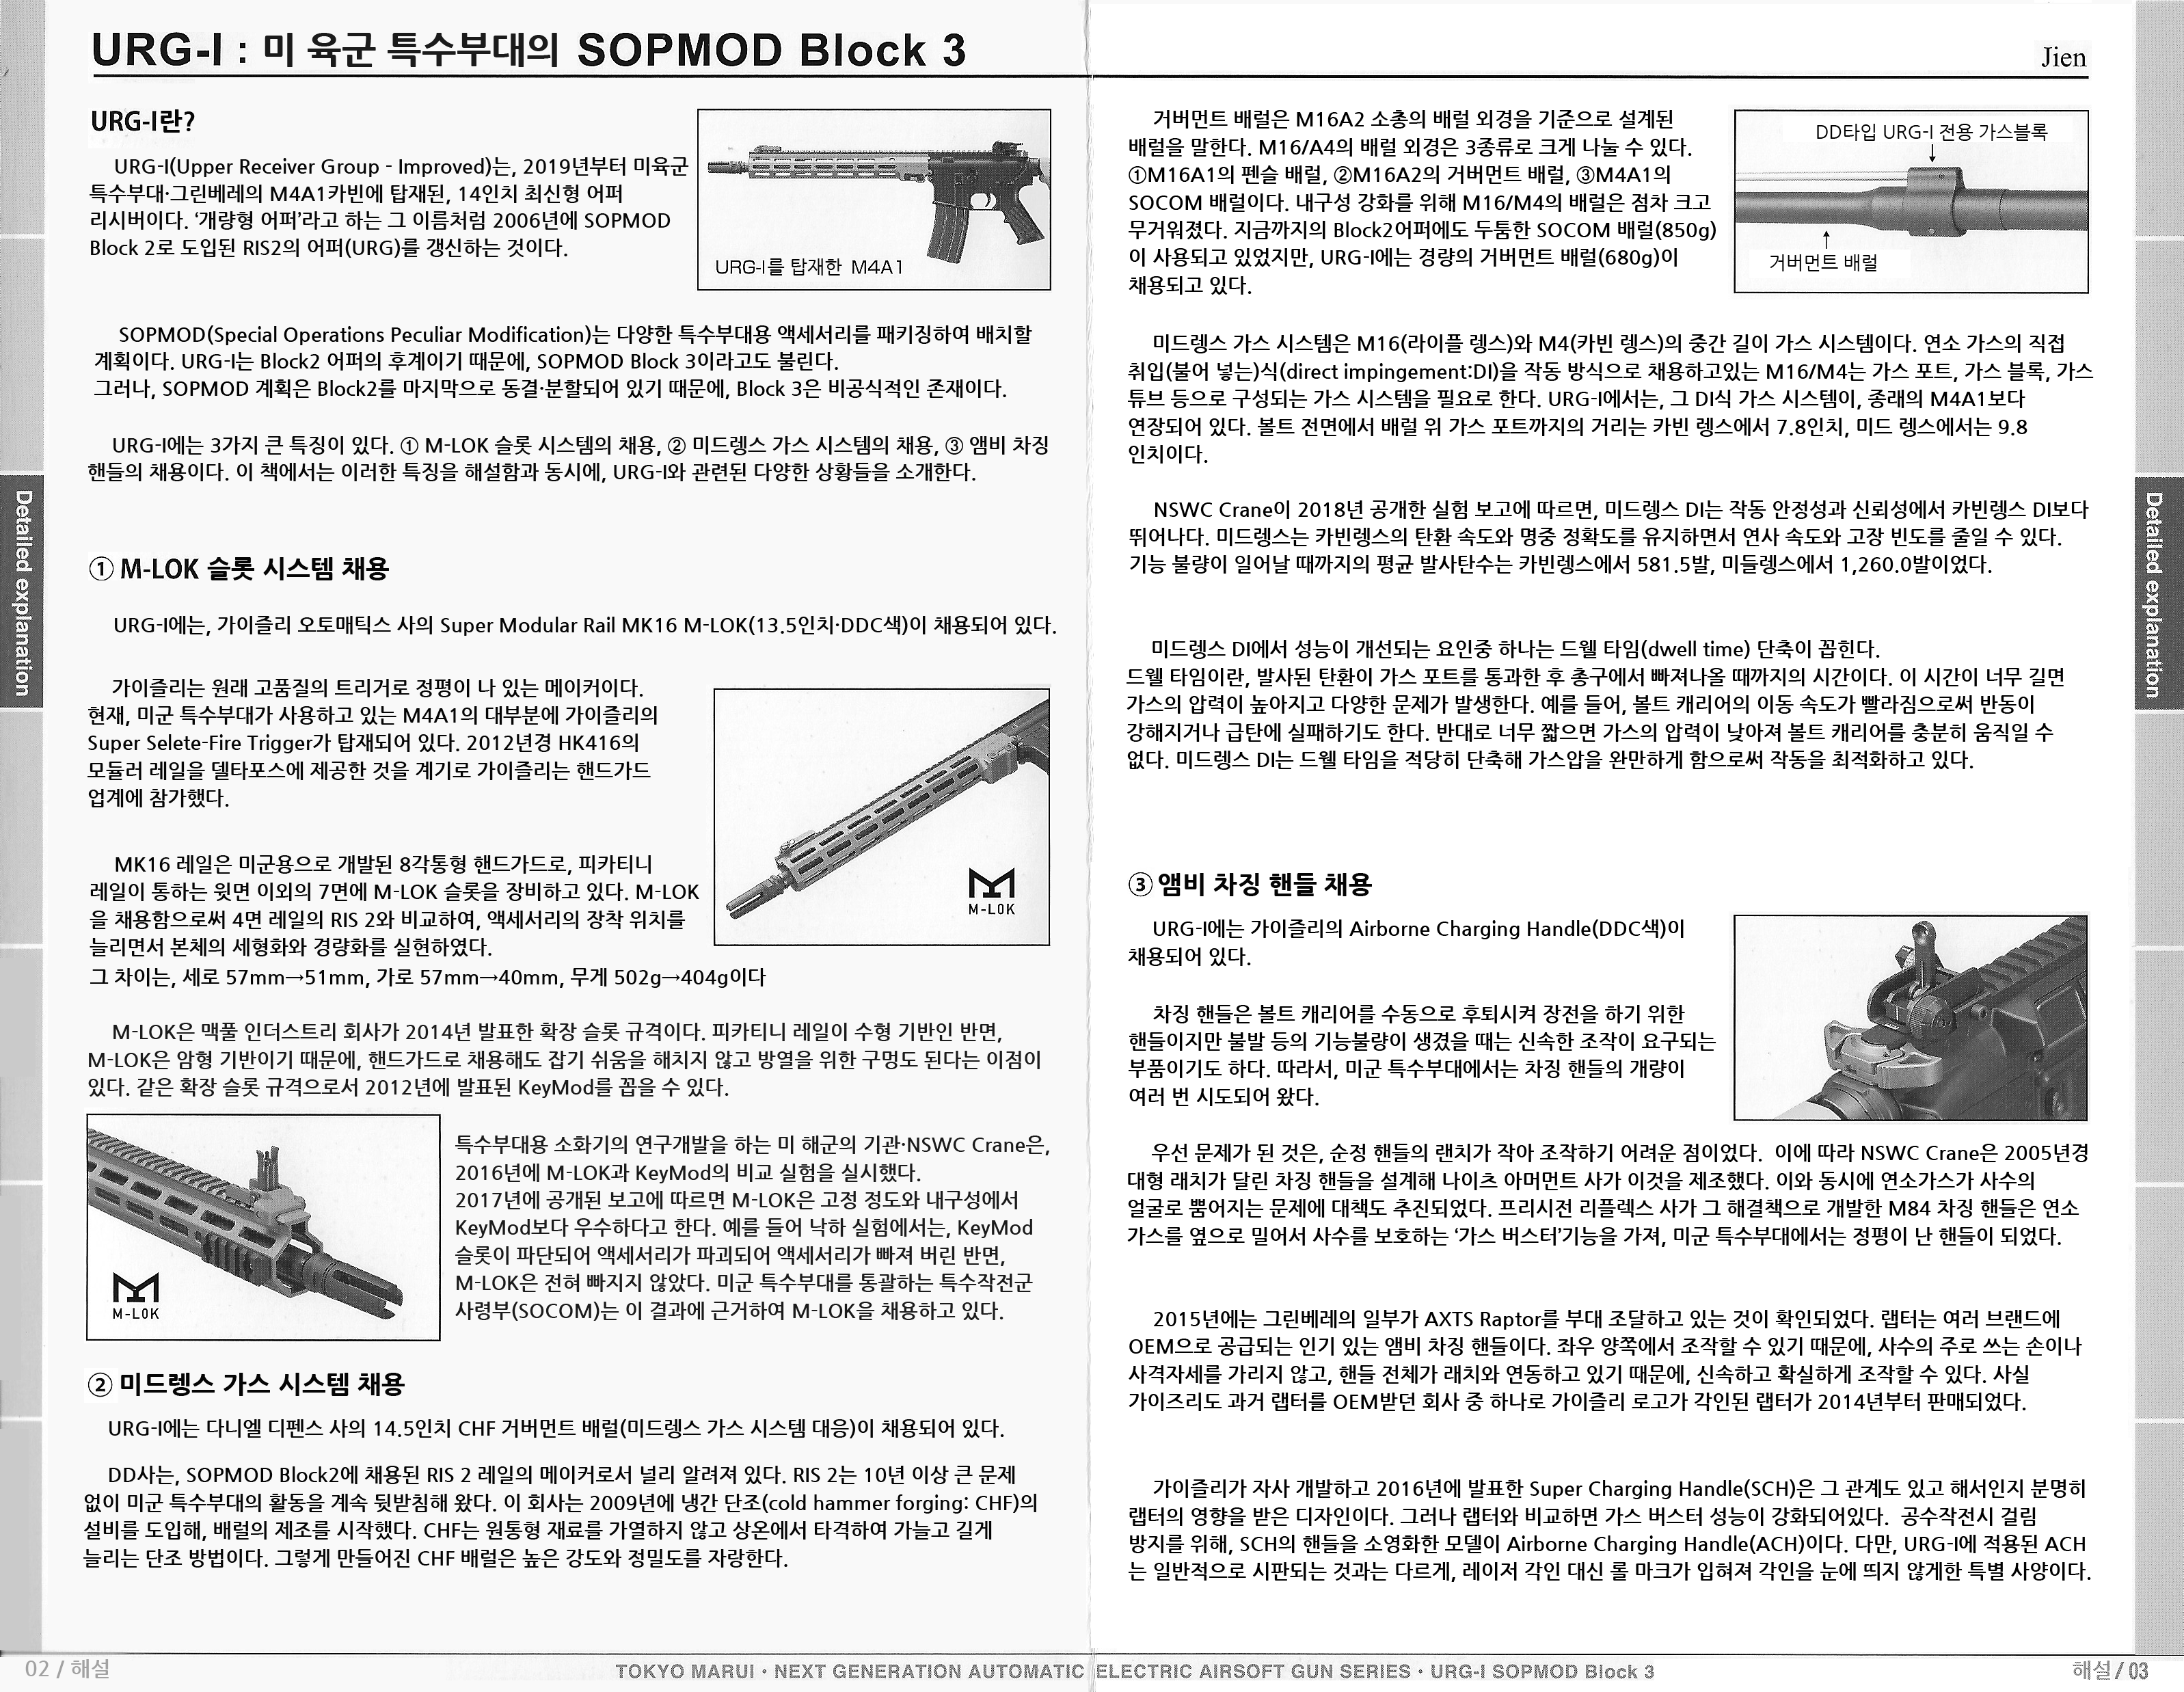 URG-I : 미 육군 특수부대의 SOPMOD Block 3
Jien
URG-I란?
URG-I(Upper Receiver Group - Improved)는, 2019년부터 미육군
특수부대·그린베레의 M4A1카빈에 탑재된, 14인치 최신형 어퍼
리시버이다. ‘개량형 어퍼’라고 하는 그 이름처럼 2006년에 SOPMOD
Block 2로 도입된 RIS2의 어퍼(URG)를 갱신하는 것이다.
URG-I를 탑재한 M4A1
SOPMOD(Special Operations Peculiar Modification)는 다양한 특수부대용 액세서리를 패키징하여 배치할
계획이다. URG-I는 Block2 어퍼의 후계이기 때문에, SOPMOD Block 3이라고도 불린다.
그러나, SOPMOD 계획은 Block2를 마지막으로 동결·분할되어 있기 때문에, Block 3은 비공식적인 존재이다.
URG-I에는 3가지 큰 특징이 있다. ① M-LOK 슬롯 시스템의 채용, ② 미드렝스 가스 시스템의 채용, ③ 앰비 차징
핸들의 채용이다. 이 책에서는 이러한 특징을 해설함과 동시에, URG-I와 관련된 다양한 상황들을 소개한다.
① M-LOK 슬롯 시스템 채용
URG-I에는, 가이즐리 오토매틱스 사의 Super Modular Rail MK16 M-LOK(13.5인치·DDC색)이 채용되어 있다.
가이즐리는 원래 고품질의 트리거로 정평이 나 있는 메이커이다.
현재, 미군 특수부대가 사용하고 있는 M4A1의 대부분에 가이즐리의
Super Selete-Fire Trigger가 탑재되어 있다. 2012년경 HK416의
모듈러 레일을 델타포스에 제공한 것을 계기로 가이즐리는 핸드가드
업계에 참가했다.
MK16 레일은 미군용으로 개발된 8각통형 핸드가드로, 피카티니
레일이 통하는 윗면 이외의 7면에 M-LOK 슬롯을 장비하고 있다. M-LOK
을 채용함으로써 4면 레일의 RIS 2와 비교하여, 액세서리의 장착 위치를
늘리면서 본체의 세형화와 경량화를 실현하였다.
그 차이는, 세로 57mm→51mm, 가로 57mm→40mm, 무게 502g→404g이다
M-LOK
M-LOK은 맥풀 인더스트리 회사가 2014년 발표한 확장 슬롯 규격이다. 피카티니 레일이 수형 기반인 반면,
M-LOK은 암형 기반이기 때문에, 핸드가드로 채용해도 잡기 쉬움을 해치지 않고 방열을 위한 구멍도 된다는 이점이
있다. 같은 확장 슬롯 규격으로서 2012년에 발표된 KeyMod를 꼽을 수 있다.
M-LOK
특수부대용 소화기의 연구개발을 하는 미 해군의 기관·NSWC Crane은,
2016년에 M-LOK과 KeyMod의 비교 실험을 실시했다.
2017년에 공개된 보고에 따르면 M-LOK은 고정 정도와 내구성에서
KeyMod보다 우수하다고 한다. 예를 들어 낙하 실험에서는, KeyMod
슬롯이 파단되어 액세서리가 파괴되어 액세서리가 빠져 버린 반면,
M-LOK은 전혀 빠지지 않았다. 미군 특수부대를 통괄하는 특수작전군
사령부(SOCOM)는 이 결과에 근거하여 M-LOK을 채용하고 있다.
② 미드렝스 가스 시스템 채용
URG-I에는 다니엘 디펜스 사의 14.5인치 CHF 거버먼트 배럴(미드렝스 가스 시스템 대응)이 채용되어 있다.
DD사는, SOPMOD Block2에 채용된 RIS 2 레일의 메이커로서 널리 알려져 있다. RIS 2는 10년 이상 큰 문제
없이 미군 특수부대의 활동을 계속 뒷받침해 왔다. 이 회사는 2009년에 냉간 단조(cold hammer forging: CHF)의
설비를 도입해, 배럴의 제조를 시작했다. CHF는 원통형 재료를 가열하지 않고 상온에서 타격하여 가늘고 길게
늘리는 단조 방법이다. 그렇게 만들어진 CHF 배럴은 높은 강도와 정밀도를 자랑한다.
거버먼트 배럴은 M16A2 소총의 배럴 외경을 기준으로 설계된
배럴을 말한다. M16/A4의 배럴 외경은 3종류로 크게 나눌 수 있다.
①M16A1의 펜슬 배럴, ②M16A2의 거버먼트 배럴, ③M4A1의
SOCOM 배럴이다. 내구성 강화를 위해 M16/M4의 배럴은 점차 크고
무거워졌다. 지금까지의 Block2어퍼에도 두툼한 SOCOM 배럴(850g)
이 사용되고 있었지만, URG-I에는 경량의 거버먼트 배럴(680g)이
채용되고 있다.
DD타입 URG-I 전용 가스블록
거버먼트 배럴
미드렝스 가스 시스템은 M16(라이플 렝스)와 M4(카빈 렝스)의 중간 길이 가스 시스템이다. 연소 가스의 직접
취입(불어 넣는)식(direct impingement:DI)을 작동 방식으로 채용하고있는 M16/M4는 가스 포트, 가스 블록, 가스
튜브 등으로 구성되는 가스 시스템을 필요로 한다. URG-I에서는, 그 DI식 가스 시스템이, 종래의 M4A1보다
연장되어 있다. 볼트 전면에서 배럴 위 가스 포트까지의 거리는 카빈 렝스에서 7.8인치, 미드 렝스에서는 9.8
인치이다.
NSWC Crane이 2018년 공개한 실험 보고에 따르면, 미드렝스 DI는 작동 안정성과 신뢰성에서 카빈렝스 DI보다
뛰어나다. 미드렝스는 카빈렝스의 탄환 속도와 명중 정확도를 유지하면서 연사 속도와 고장 빈도를 줄일 수 있다.
기능 불량이 일어날 때까지의 평균 발사탄수는 카빈렝스에서 581.5발, 미들렝스에서 1,260.0발이었다.
미드렝스 DI에서 성능이 개선되는 요인중 하나는 드웰 타임(dwell time) 단축이 꼽힌다.
드웰 타임이란, 발사된 탄환이 가스 포트를 통과한 후 총구에서 빠져나올 때까지의 시간이다. 이 시간이 너무 길면
가스의 압력이 높아지고 다양한 문제가 발생한다. 예를 들어, 볼트 캐리어의 이동 속도가 빨라짐으로써 반동이
강해지거나 급탄에 실패하기도 한다. 반대로 너무 짧으면 가스의 압력이 낮아져 볼트 캐리어를 충분히 움직일 수
없다. 미드렝스 DI는 드웰 타임을 적당히 단축해 가스압을 완만하게 함으로써 작동을 최적화하고 있다.
③ 앰비 차징 핸들 채용
URG-I에는 가이즐리의 Airborne Charging Handle(DDC색)이
채용되어 있다.
차징 핸들은 볼트 캐리어를 수동으로 후퇴시켜 장전을 하기 위한
핸들이지만 불발 등의 기능불량이 생겼을 때는 신속한 조작이 요구되는
부품이기도 하다. 따라서, 미군 특수부대에서는 차징 핸들의 개량이
여러 번 시도되어 왔다.
우선 문제가 된 것은, 순정 핸들의 랜치가 작아 조작하기 어려운 점이었다. 이에 따라 NSWC Crane은 2005년경
대형 래치가 달린 차징 핸들을 설계해 나이츠 아머먼트 사가 이것을 제조했다. 이와 동시에 연소가스가 사수의
얼굴로 뿜어지는 문제에 대책도 추진되었다. 프리시전 리플렉스 사가 그 해결책으로 개발한 M84 차징 핸들은 연소
가스를 옆으로 밀어서 사수를 보호하는 ‘가스 버스터’기능을 가져, 미군 특수부대에서는 정평이 난 핸들이 되었다.
2015년에는 그린베레의 일부가 AXTS Raptor를 부대 조달하고 있는 것이 확인되었다. 랩터는 여러 브랜드에
OEM으로 공급되는 인기 있는 앰비 차징 핸들이다. 좌우 양쪽에서 조작할 수 있기 때문에, 사수의 주로 쓰는 손이나
사격자세를 가리지 않고, 핸들 전체가 래치와 연동하고 있기 때문에, 신속하고 확실하게 조작할 수 있다. 사실
가이즈리도 과거 랩터를 OEM받던 회사 중 하나로 가이즐리 로고가 각인된 랩터가 2014년부터 판매되었다.
가이즐리가 자사 개발하고 2016년에 발표한 Super Charging Handle(SCH)은 그 관계도 있고 해서인지 분명히
랩터의 영향을 받은 디자인이다. 그러나 랩터와 비교하면 가스 버스터 성능이 강화되어있다. 공수작전시 걸림
방지를 위해, SCH의 핸들을 소영화한 모델이 Airborne Charging Handle(ACH)이다. 다만, URG-I에 적용된 ACH
는 일반적으로 시판되는 것과는 다르게, 레이저 각인 대신 롤 마크가 입혀져 각인을 눈에 띄지 않게한 특별 사양이다.
Detailed explanation
Detailed explanation
02 / 해설
TOKYO MARUI · NEXT GENERATION AUTOMATIC ELECTRIC AIRSOFT GUN SERIES · URG-I SOPMOD Block 3
해설 / 03